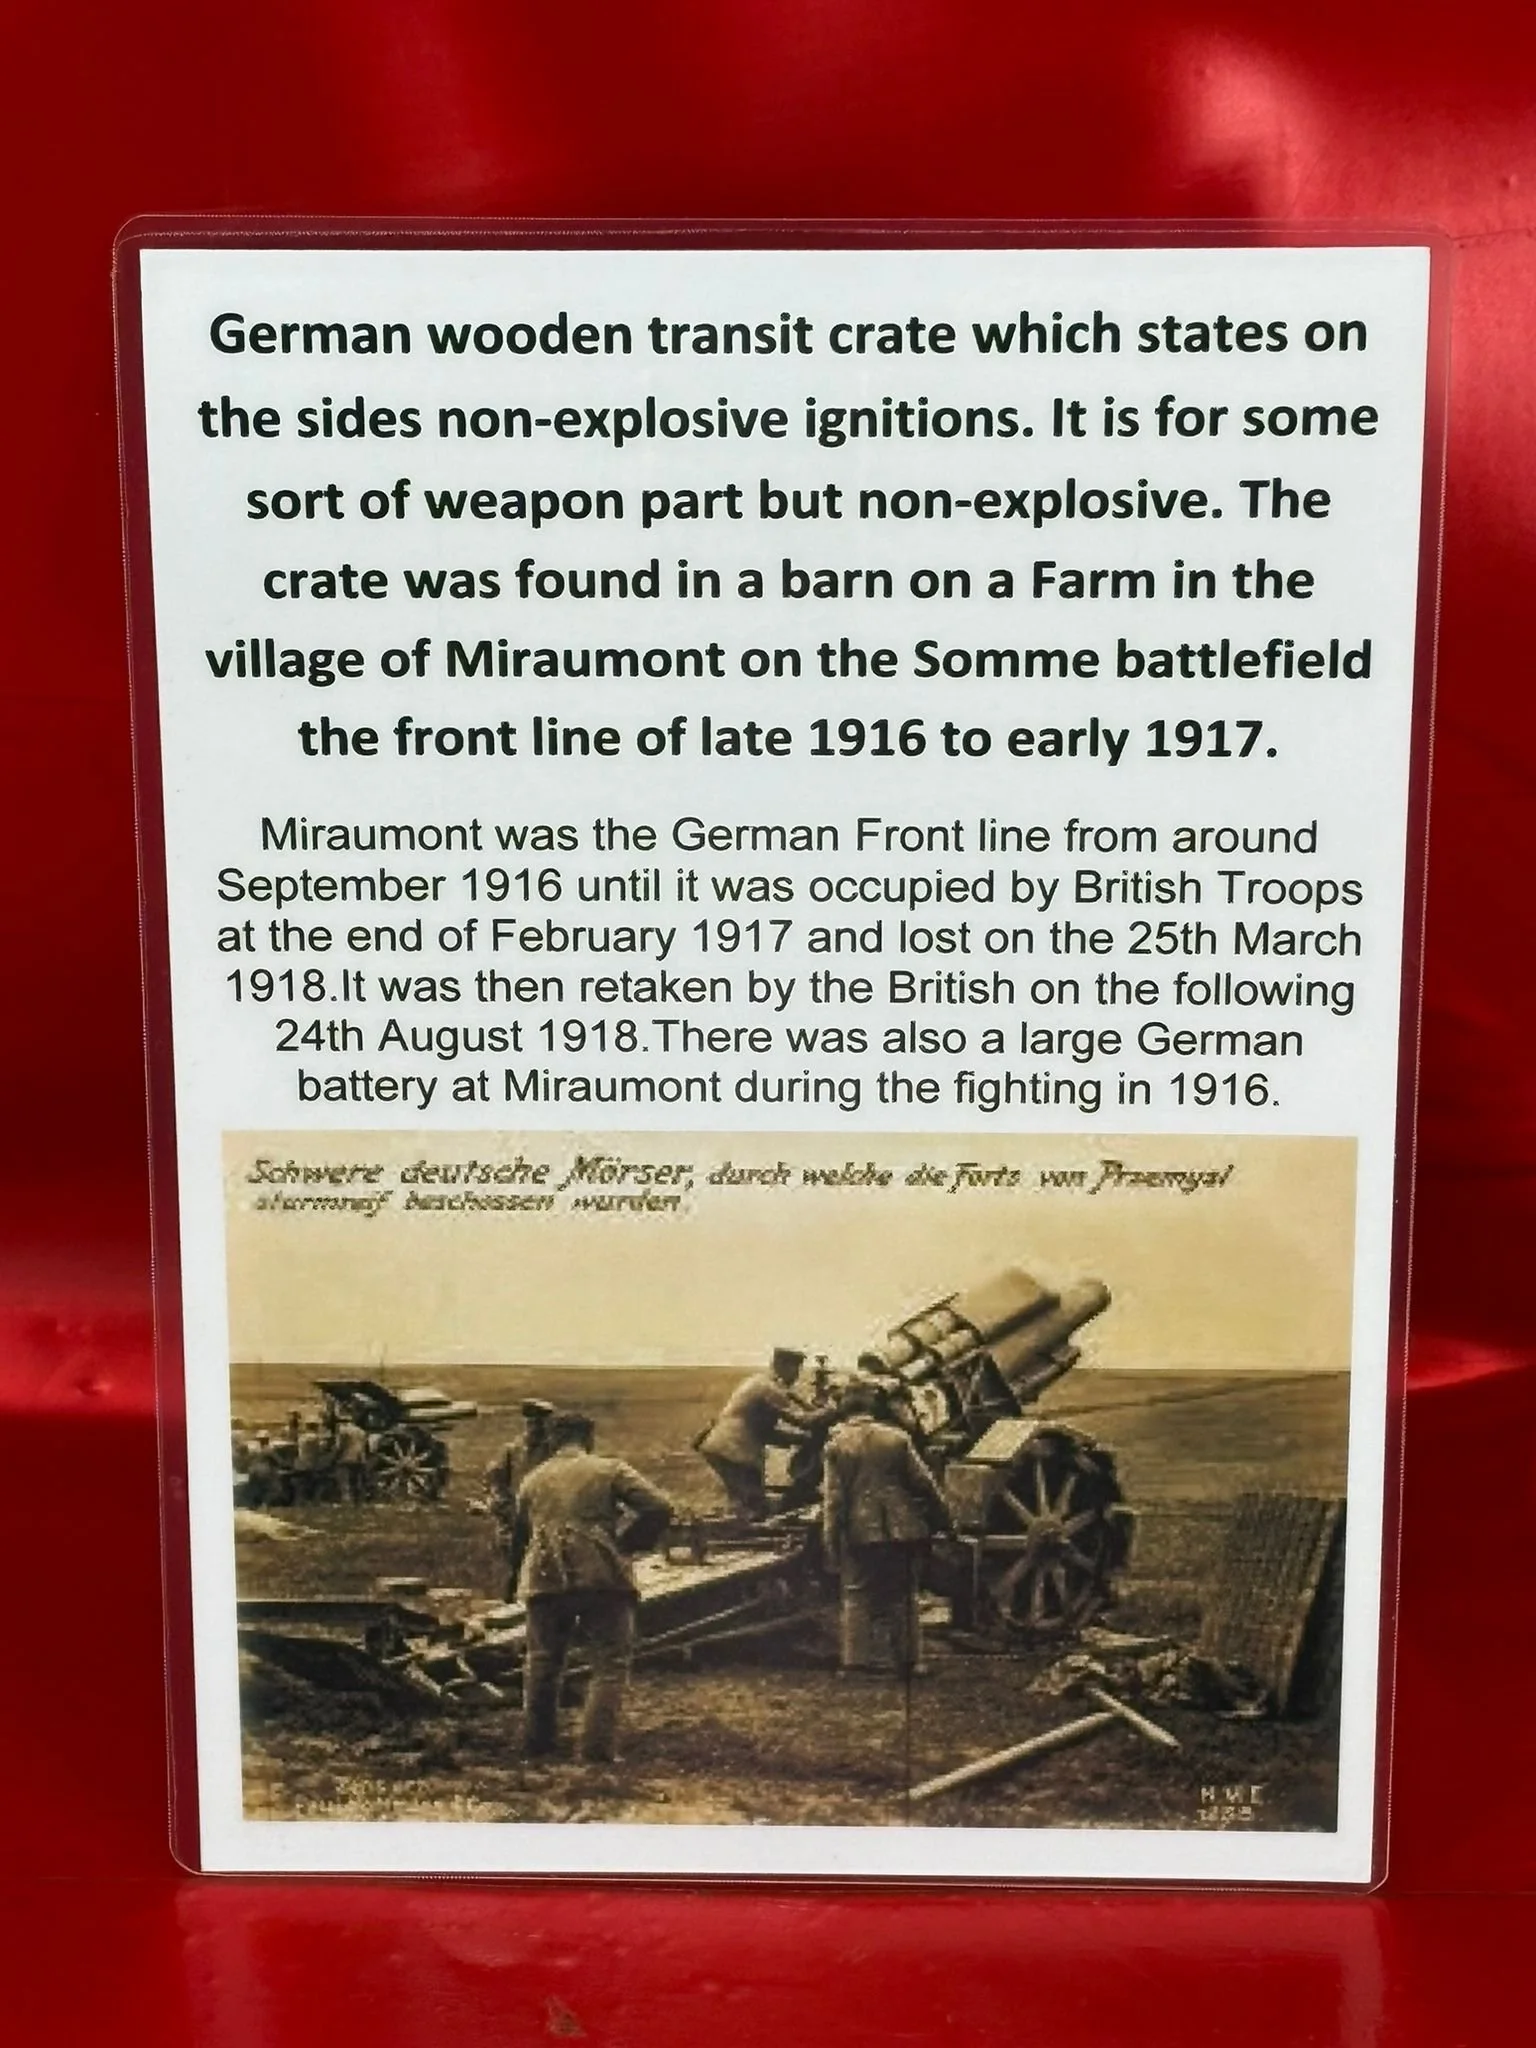 German wooden transit crate which states on
the sides non-explosive ignitions. It is for some
sort of weapon part but non-explosive. The
crate was found in a barn on a Farm in the
village of Miraumont on the Somme battlefield
the front line of late 1916 to early 1917.
Miraumont was the German Front line from around
September 1916 until it was occupied by British Troops
at the end of February 1917 and lost on the 25th March
1918.It was then retaken by the British on the following
24th August 1918.There was also a large German
battery at Miraumont during the fighting in 1916.
Schwere deutsche Mörser, durch welche die Forts von Przemysl
sturmreif beschossen wurden.